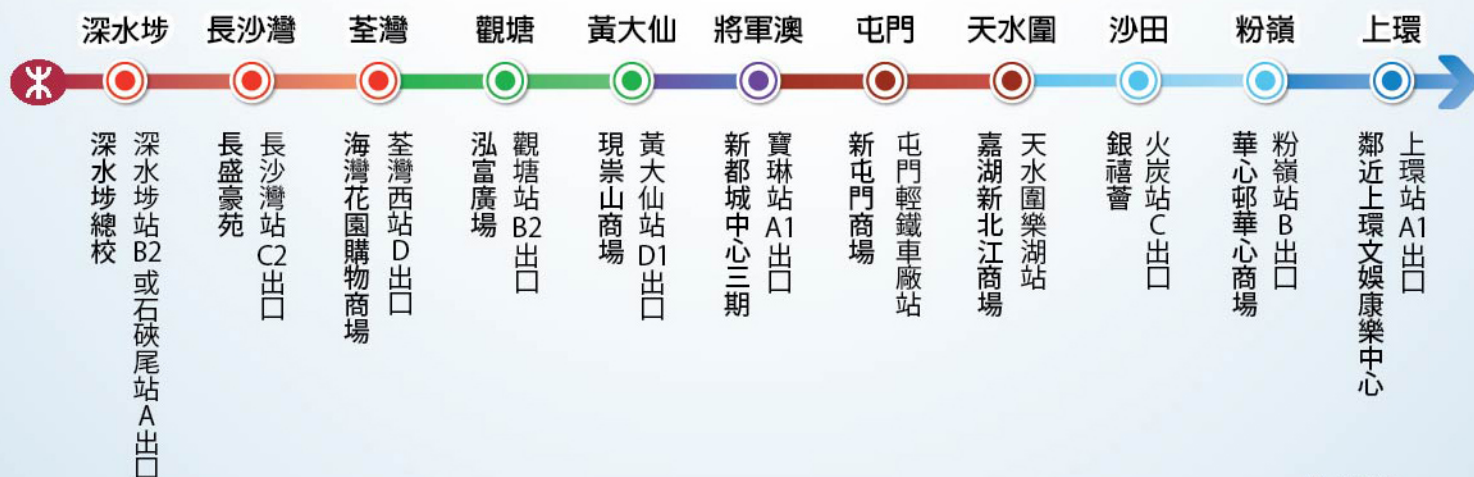 深水埗
長沙灣
荃灣
觀塘
黃大仙
將軍澳
屯門
天水圍
沙田
粉嶺
上環
深水埗站B2 或石硤尾站A出口
深水埗總校
長沙灣站C2出口
長盛豪苑
荃灣西站D出口
海灣花園購物商場
觀塘站B2出口
泓富廣場
黃大仙站D1出口
現崇山商場
寶琳站A1出口
新都城中心三期
屯門輕鐵車廠站
新屯門商場
天水圍樂湖站
嘉湖新北江商場
火炭站C出口
銀禧薈
粉嶺站B出口
華心邨華心商場
上環站A1出口
鄰近上環文娛康樂中心